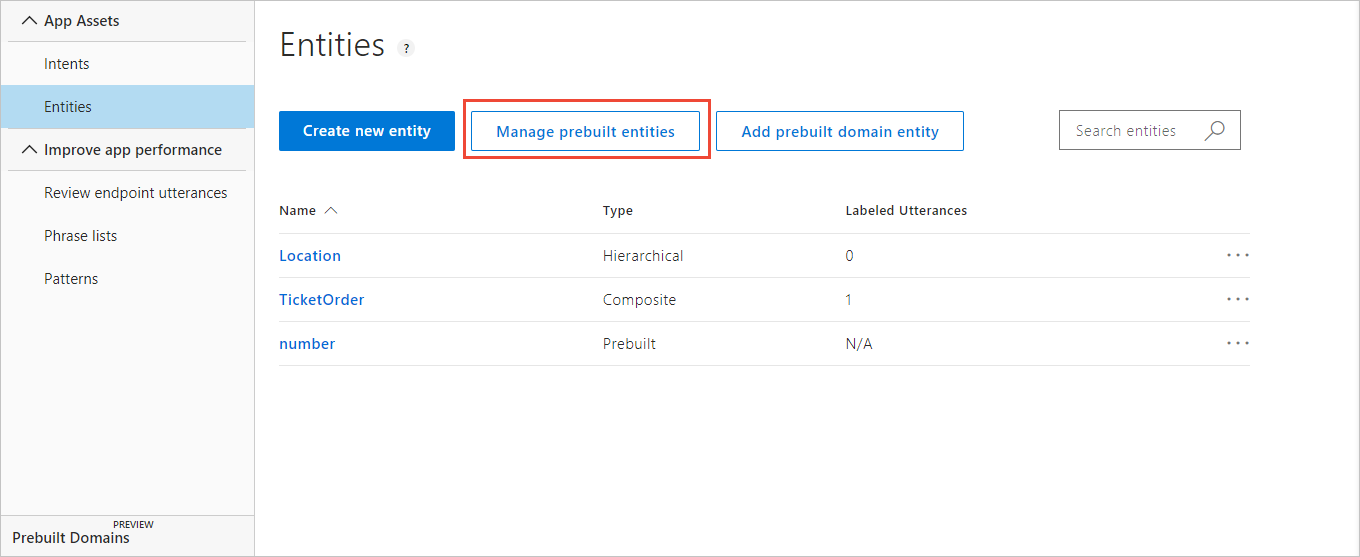 App Assets
Intents
Entities
Improve app performance
Review endpoint utterances
Phrase lists
Patterns
PREVIEW
Prebuilt Domains
Entities ?
Create new entity Manage prebuilt entities Add prebuilt domain entity Search entities
Name Type Labeled Utterances
Location Hierarchical 0
TicketOrder Composite 1
number Prebuilt N/A